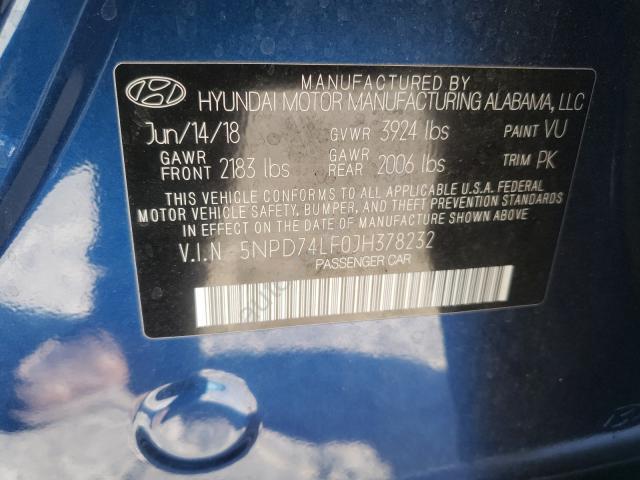 MANUFACTURED BY
HYUNDAI MOTOR MANUFACTURING ALABAMA, LLC
Jun/14/18 GVWR 3924 lbs PAINT VU
GAWR FRONT 2183 lbs GAWR REAR 2006 lbs TRIM PK
THIS VEHICLE CONFORMS TO ALL APPLICABLE U.S.A. FEDERAL
MOTOR VEHICLE SAFETY, BUMPER, AND THEFT PREVENTION STANDARDS
IN EFFECT ON THE DATE OF MANUFACTURE SHOWN ABOVE.
V.I.N 5NPD74LF0JH378232
PASSENGER CAR